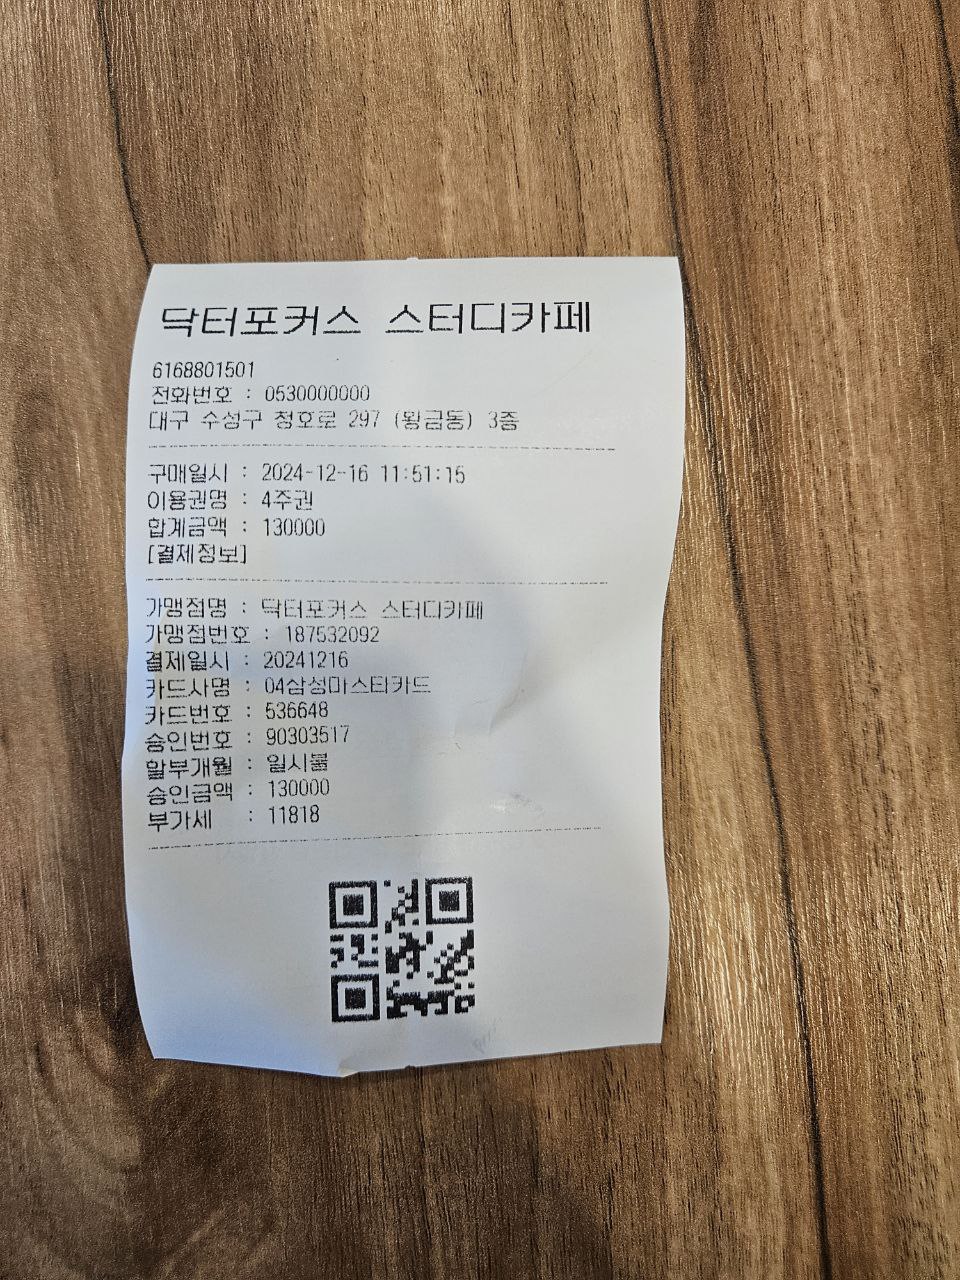 닥터포커스 스터디카페
6168801501
전화번호 : 0530000000
대구 수성구 청호로 297 (황금동) 3층
구매일시 : 2024-12-16 11:51:15
이용권명 : 4주권
합계금액 : 130000
[결제정보]
가맹점명 : 닥터포커스 스터디카페
가맹점번호 : 187532092
결제일시 : 20241216
카드사명 : 04삼성마스타카드
카드번호 : 536648
승인번호 : 90303517
할부개월 : 일시불
승인금액 : 130000
부가세 : 11818